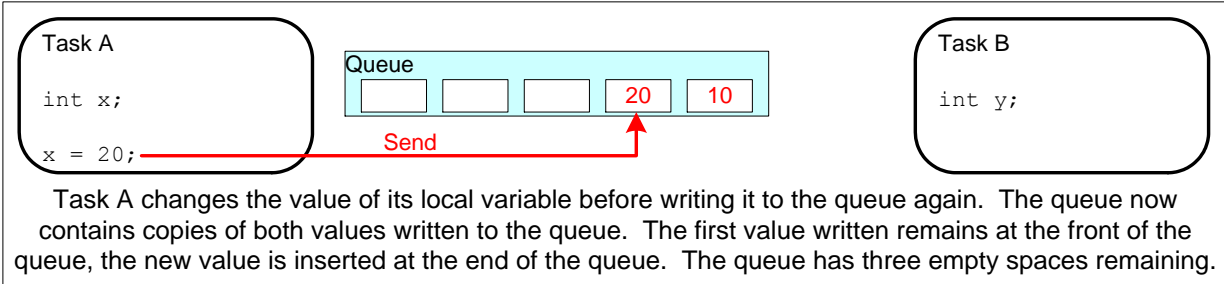 Task A
int x;
x = 20;
Queue
20 10
Send
Task B
int y;
Task A changes the value of its local variable before writing it to the queue again.  The queue now
contains copies of both values written to the queue.  The first value written remains at the front of the
queue, the new value is inserted at the end of the queue.  The queue has three empty spaces remaining.